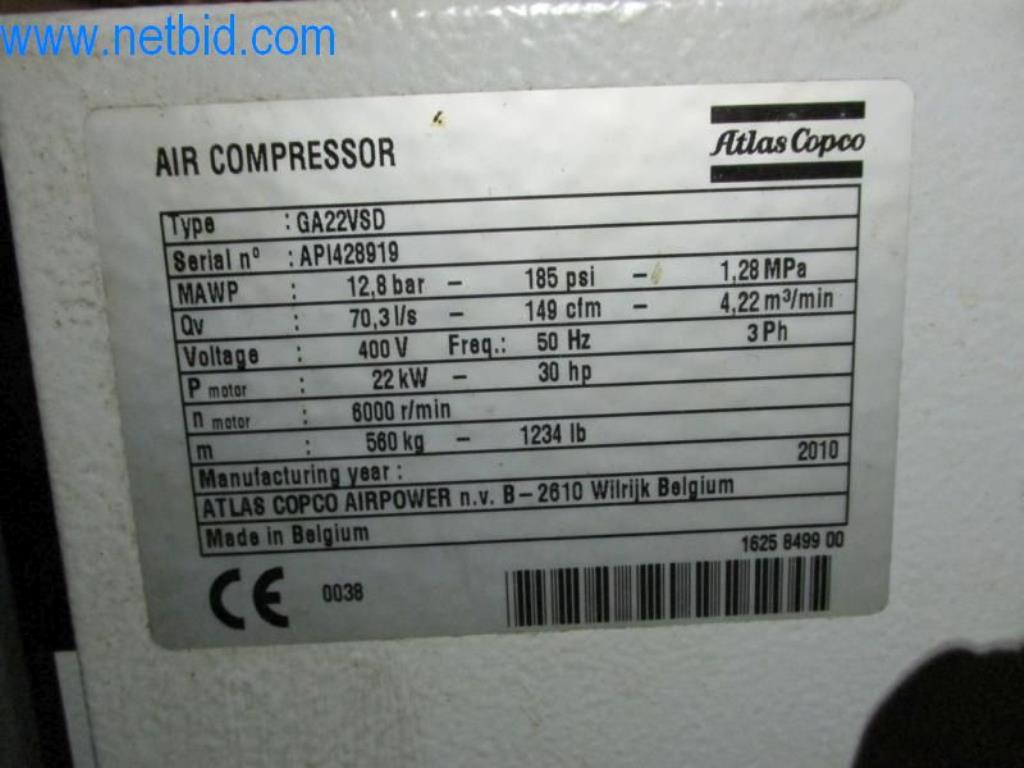 www.netbid.com
AIR COMPRESSOR
Atlas Copco
Type : GA22VSD
Serial nº : API428919
MAWP : 12,8 bar – 185 psi – 1,28 MPa
Qv : 70,3 l/s – 149 cfm – 4,22 m³/min
Voltage : 400 V Freq.: 50 Hz 3 Ph
P motor : 22 kW – 30 hp
n motor : 6000 r/min
m : 560 kg – 1234 lb
Manufacturing year : 2010
ATLAS COPCO AIRPOWER n.v. B – 2610 Wilrijk Belgium
Made in Belgium
1625 8499 00
CE 0038